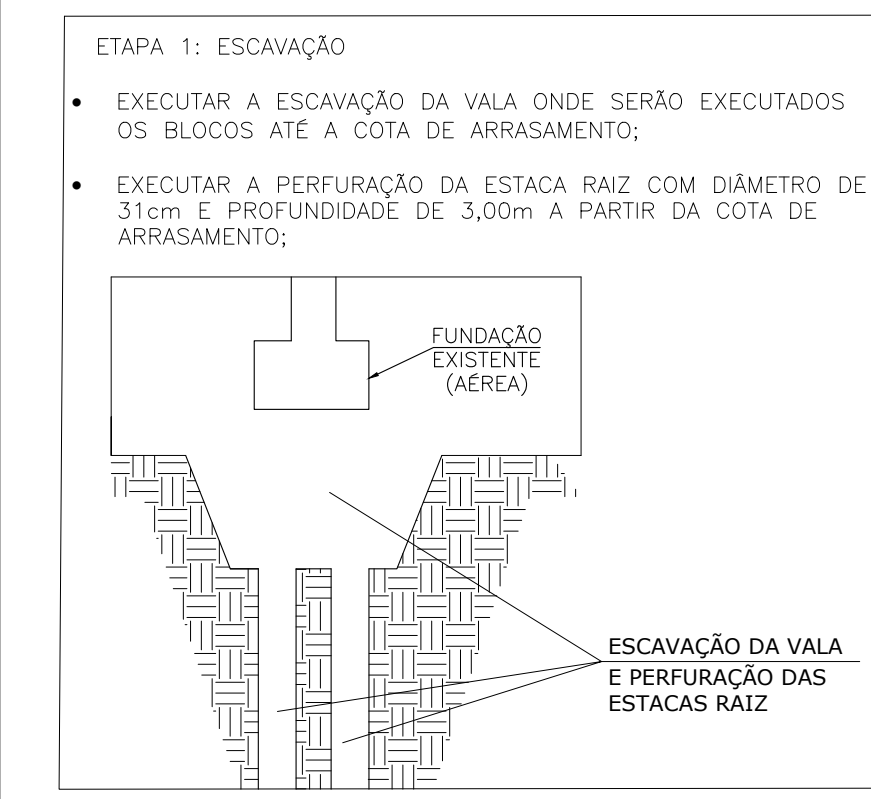 ETAPA 1: ESCAVAÇÃO
• EXECUTAR A ESCAVAÇÃO DA VALA ONDE SERÃO EXECUTADOS
OS BLOCOS ATÉ A COTA DE ARRASAMENTO;
• EXECUTAR A PERFURAÇÃO DA ESTACA RAIZ COM DIÂMETRO DE
31cm E PROFUNDIDADE DE 3,00m A PARTIR DA COTA DE
ARRASAMENTO;
FUNDAÇÃO
EXISTENTE
(AÉREA)
ESCAVAÇÃO DA VALA
E PERFURAÇÃO DAS
ESTACAS RAIZ